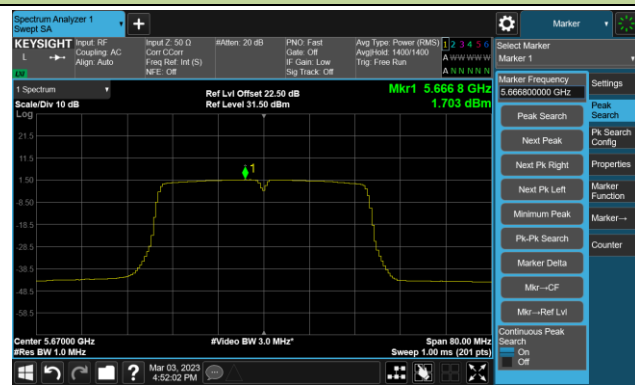 Spectrum Analyzer 1
Swept SA
Marker
KEYSIGHT
Input: RF
Coupling: AC
Align: Auto
Input Z: 50 Ω
Corr CCorr
Freq Ref: Int (S)
NFE: Off
#Atten: 20 dB
PNO: Fast
Gate: Off
IF Gain: Low
Sig Track: Off
Avg Type: Power (RMS)
Avg|Hold: 1400/1400
Trig: Free Run
1 2 3 4 5 6
A W W W W W
A N N N N N
L
LXI
Select Marker
Marker 1
Marker Frequency
5.666800000 GHz
Peak Search
Next Peak
Next Pk Right
Next Pk Left
Minimum Peak
Pk-Pk Search
Marker Delta
Mkr→CF
Mkr→Ref Lvl
Continuous Peak
Search
On
Off
Settings
Peak
Search
Pk Search
Config
Properties
Marker
Function
Marker→
Counter
1 Spectrum
Scale/Div 10 dB
Log
Ref Lvl Offset 22.50 dB
Ref Level 31.50 dBm
Mkr1 5.666 8 GHz
1.703 dBm
21.5
11.5
1.50
-8.50
-18.5
-28.5
-38.5
-48.5
-58.5
1
Center 5.67000 GHz
#Res BW 1.0 MHz
#Video BW 3.0 MHz*
Span 80.00 MHz
Sweep 1.00 ms (201 pts)
Mar 03, 2023
4:52:02 PM